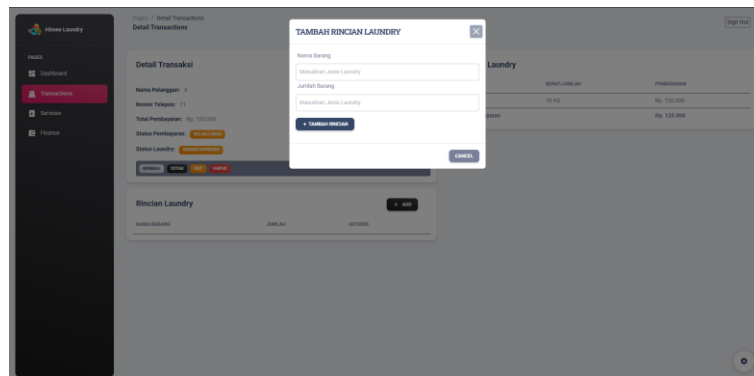 Himee Laundry
Pages / Detail Transactions
Detail Transactions
Sign Out
PAGES
Dashboard
Transactions
Services
Finance
TAMBAH RINCIAN LAUNDRY
Nama Barang
Masukkan Jenis Laundry
Jumlah Barang
Masukkan Jenis Laundry
+ TAMBAH RINCIAN
CANCEL
Detail Transaksi
Nama Pelanggan: A
Nomor Telepon: 11
Total Pembayaran: Rp. 120.000
Status Pembayaran: BELUM LUNAS
Status Laundry:
KEMBALI CETAK EDIT HAPUS
Laundry
BERAT/JUMLAH PEMBAYARAN
10 KG Rp. 120.000
Rp. 120.000
Rincian Laundry
+ ADD
NAMA BARANG JUMLAH ACTIONS